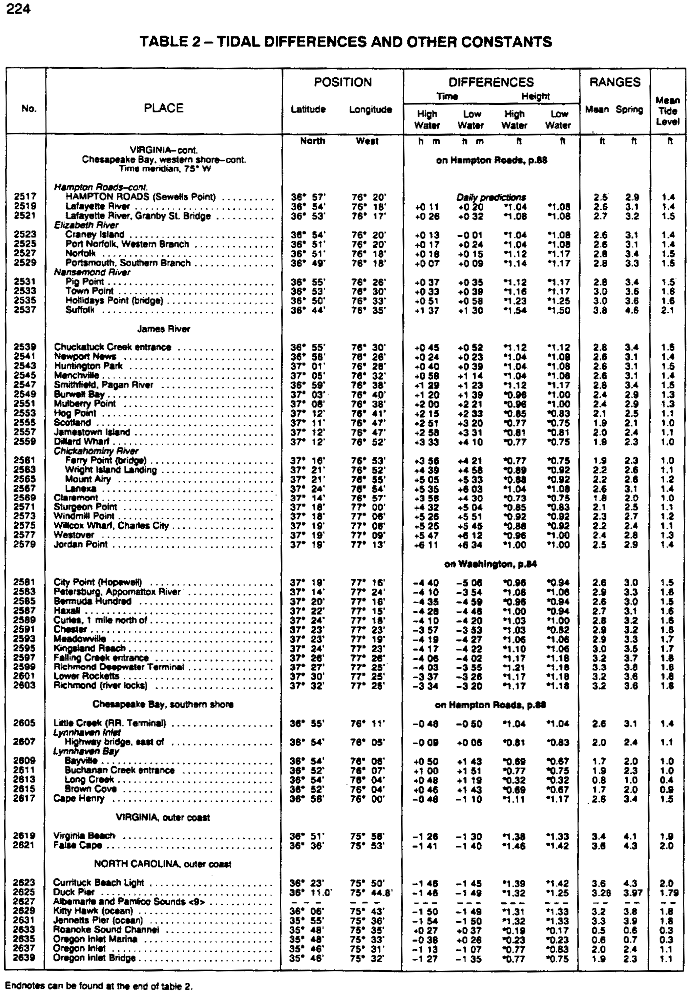 224
TABLE 2 – TIDAL DIFFERENCES AND OTHER CONSTANTS
POSITION DIFFERENCES RANGES
Time Height
No. PLACE Latitude Longitude High Water Low Water High Water Low Water Mean Spring Mean Tide Level
North West h m h m ft ft ft ft ft
VIRGINIA–cont.
Chesapeake Bay, western shore–cont.
Time meridian, 75° W
on Hampton Roads, p.88
Hampton Roads–cont.
2517 HAMPTON ROADS (Sewells Point) 36° 57' 76° 20' Daily predictions 2.5 2.9 1.4
2519 Lafayette River 36° 54' 76° 18' +0 11 +0 20 *1.04 *1.08 2.6 3.1 1.4
2521 Lafayette River, Granby St. Bridge 36° 53' 76° 17' +0 26 +0 32 *1.08 *1.08 2.7 3.2 1.5
Elizabeth River
2523 Craney Island 36° 54' 76° 20' +0 13 –0 01 *1.04 *1.08 2.6 3.1 1.4
2525 Port Norfolk, Western Branch 36° 51' 76° 20' +0 17 +0 24 *1.04 *1.08 2.6 3.1 1.4
2527 Norfolk 36° 51' 76° 18' +0 18 +0 15 *1.12 *1.17 2.8 3.4 1.5
2529 Portsmouth, Southern Branch 36° 49' 76° 18' +0 07 +0 09 *1.14 *1.17 2.8 3.3 1.5
Nansemond River
2531 Pig Point 36° 55' 76° 26' +0 37 +0 35 *1.12 *1.17 2.8 3.4 1.5
2533 Town Point 36° 53' 76° 30' +0 33 +0 39 *1.16 *1.17 3.0 3.6 1.6
2535 Hollidays Point (bridge) 36° 50' 76° 33' +0 51 +0 58 *1.23 *1.25 3.0 3.6 1.6
2537 Suffolk 36° 44' 76° 35' +1 37 +1 30 *1.54 *1.50 3.8 4.6 2.1
James River
2539 Chuckatuck Creek entrance 36° 55' 76° 30' +0 45 +0 52 *1.12 *1.12 2.8 3.4 1.5
2541 Newport News 36° 58' 76° 26' +0 24 +0 23 *1.04 *1.08 2.6 3.1 1.4
2543 Huntington Park 37° 01' 76° 28' +0 40 +0 39 *1.04 *1.08 2.6 3.1 1.5
2545 Menchville 37° 05' 76° 32' +0 58 +1 14 *1.04 *1.08 2.6 3.1 1.4
2547 Smithfield, Pagan River 36° 59' 76° 38' +1 29 +1 23 *1.12 *1.17 2.8 3.4 1.5
2549 Burwell Bay 37° 03' 76° 40' +1 20 +1 39 *0.96 *1.00 2.4 2.9 1.3
2551 Mulberry Point 37° 08' 76° 38' +2 00 +2 21 *0.96 *1.00 2.4 2.9 1.3
2553 Hog Point 37° 12' 76° 41' +2 15 +2 33 *0.85 *0.83 2.1 2.5 1.1
2555 Scotland 37° 11' 76° 47' +2 51 +3 20 *0.77 *0.75 1.9 2.1 1.0
2557 Jamestown Island 37° 12' 76° 47' +2 58 +3 31 *0.81 *0.81 2.0 2.4 1.1
2559 Dillard Wharf 37° 12' 76° 52' +3 33 +4 10 *0.77 *0.75 1.9 2.3 1.0
Chickahominy River
2561 Ferry Point (bridge) 37° 16' 76° 53' +3 56 +4 21 *0.77 *0.75 1.9 2.3 1.0
2563 Wright Island Landing 37° 21' 76° 52' +4 39 +4 58 *0.89 *0.92 2.2 2.6 1.1
2565 Mount Airy 37° 21' 76° 55' +5 05 +5 33 *0.88 *0.92 2.2 2.6 1.2
2567 Lanexa 37° 24' 76° 54' +5 35 +6 03 *1.04 *1.08 2.6 3.1 1.4
2569 Claremont 37° 14' 76° 57' +3 58 +4 30 *0.73 *0.75 1.8 2.0 1.0
2571 Sturgeon Point 37° 18' 77° 00' +4 32 +5 04 *0.85 *0.83 2.1 2.5 1.1
2573 Windmill Point 37° 18' 77° 06' +5 26 +5 51 *0.92 *0.92 2.3 2.7 1.2
2575 Willcox Wharf, Charles City 37° 19' 77° 06' +5 25 +5 45 *0.88 *0.92 2.2 2.4 1.1
2577 Westover 37° 19' 77° 09' +5 47 +6 12 *0.96 *1.00 2.4 2.8 1.3
2579 Jordan Point 37° 19' 77° 13' +6 11 +6 34 *1.00 *1.00 2.5 2.9 1.4
on Washington, p.84
2581 City Point (Hopewell) 37° 19' 77° 16' –4 40 –5 06 *0.96 *0.94 2.6 3.0 1.5
2583 Petersburg, Appomattox River 37° 14' 77° 24' –4 10 –3 54 *1.06 *1.06 2.9 3.3 1.6
2585 Bermuda Hundred 37° 20' 77° 16' –4 35 –4 59 *0.96 *0.94 2.6 3.0 1.5
2587 Haxall 37° 22' 77° 15' –4 26 –4 46 *1.00 *0.94 2.7 3.1 1.6
2589 Curles, 1 mile north of 37° 24' 77° 18' –4 10 –4 20 *1.03 *1.00 2.8 3.2 1.6
2591 Chester 37° 23' 77° 23' –3 57 –3 53 *1.03 *0.82 2.9 3.2 1.6
2593 Meadowville 37° 23' 77° 19' –4 19 –4 27 *1.06 *1.06 2.9 3.3 1.7
2595 Kingsland Reach 37° 24' 77° 23' –4 17 –4 22 *1.10 *1.06 3.0 3.5 1.7
2597 Falling Creek entrance 37° 26' 77° 26' –4 06 –4 02 *1.17 *1.18 3.2 3.7 1.8
2599 Richmond Deepwater Terminal 37° 27' 77° 25' –4 03 –3 55 *1.21 *1.18 3.3 3.8 1.8
2601 Lower Rocketts 37° 30' 77° 25' –3 37 –3 26 *1.17 *1.18 3.2 3.6 1.8
2603 Richmond (river locks) 37° 32' 77° 25' –3 34 –3 20 *1.17 *1.18 3.2 3.6 1.8
Chesapeake Bay, southern shore on Hampton Roads, p.88
2605 Little Creek (RR. Terminal) 36° 55' 76° 11' –0 48 –0 50 *1.04 *1.04 2.6 3.1 1.4
Lynnhaven Inlet
2607 Highway bridge, east of 36° 54' 76° 05' –0 09 +0 06 *0.81 *0.83 2.0 2.4 1.1
Lynnhaven Bay
2609 Bayville 36° 54' 76° 06' +0 50 +1 43 *0.69 *0.67 1.7 2.0 1.0
2611 Buchanan Creek entrance 36° 52' 76° 07' +1 00 +1 51 *0.77 *0.75 1.9 2.3 1.0
2613 Long Creek 36° 54' 76° 04' +0 48 +1 19 *0.32 *0.32 0.8 1.0 0.4
2615 Brown Cove 36° 52' 76° 04' +0 46 +1 43 *0.69 *0.67 1.7 2.0 0.9
2617 Cape Henry 36° 56' 76° 00' –0 48 –1 10 *1.11 *1.17 2.8 3.4 1.5
VIRGINIA, outer coast
2619 Virginia Beach 36° 51' 75° 58' –1 26 –1 30 *1.38 *1.33 3.4 4.1 1.9
2621 False Cape 36° 36' 75° 53' –1 41 –1 40 *1.46 *1.42 3.6 4.3 2.0
NORTH CAROLINA, outer coast
2623 Currituck Beach Light 36° 23' 75° 50' –1 46 –1 45 *1.39 *1.42 3.6 4.3 2.0
2625 Duck Pier 36° 11.0' 75° 44.8' –1 46 –1 49 *1.32 *1.25 3.28 3.97 1.79
2627 Albemarle and Pamlico Sounds <9> – – – – – – – – – – – – – – – – – – – – – – – – – – –
2629 Kitty Hawk (ocean) 36° 06' 75° 43' –1 50 –1 49 *1.31 *1.33 3.2 3.8 1.8
2631 Jennetts Pier (ocean) 35° 55' 75° 36' –1 54 –1 50 *1.32 *1.33 3.3 3.9 1.8
2633 Roanoke Sound Channel 35° 48' 75° 35' +0 27 +0 37 *0.19 *0.17 0.5 0.6 0.3
2635 Oregon Inlet Marina 35° 48' 75° 33' –0 38 +0 26 *0.23 *0.23 0.6 0.7 0.3
2637 Oregon Inlet 35° 46' 75° 31' –1 13 –1 07 *0.77 *0.83 2.0 2.4 1.1
2639 Oregon Inlet Bridge 35° 46' 75° 32' –1 27 –1 35 *0.77 *0.75 1.9 2.3 1.1
Endnotes can be found at the end of table 2.